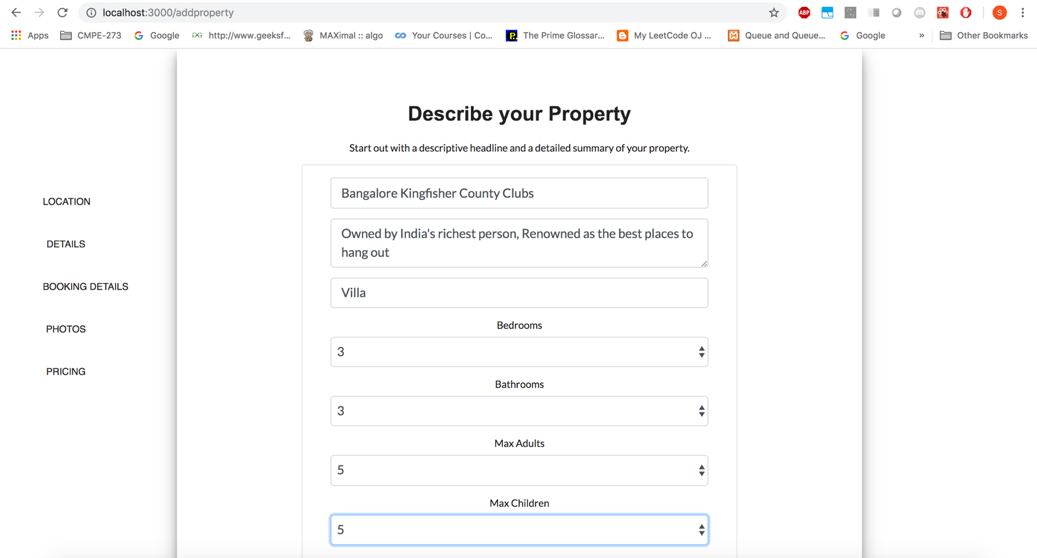 localhost:3000/addproperty
ABP
S
Apps
CMPE-273
Google
http://www.geeksf...
MAXimal :: algo
Your Courses | Co...
The Prime Glossar...
My LeetCode OJ ...
Queue and Queue...
Google
»
Other Bookmarks
LOCATION
DETAILS
BOOKING DETAILS
PHOTOS
PRICING
Describe your Property
Start out with a descriptive headline and a detailed summary of your property.
Bangalore Kingfisher County Clubs
Owned by India's richest person, Renowned as the best places to
hang out
Villa
Bedrooms
3
Bathrooms
3
Max Adults
5
Max Children
5